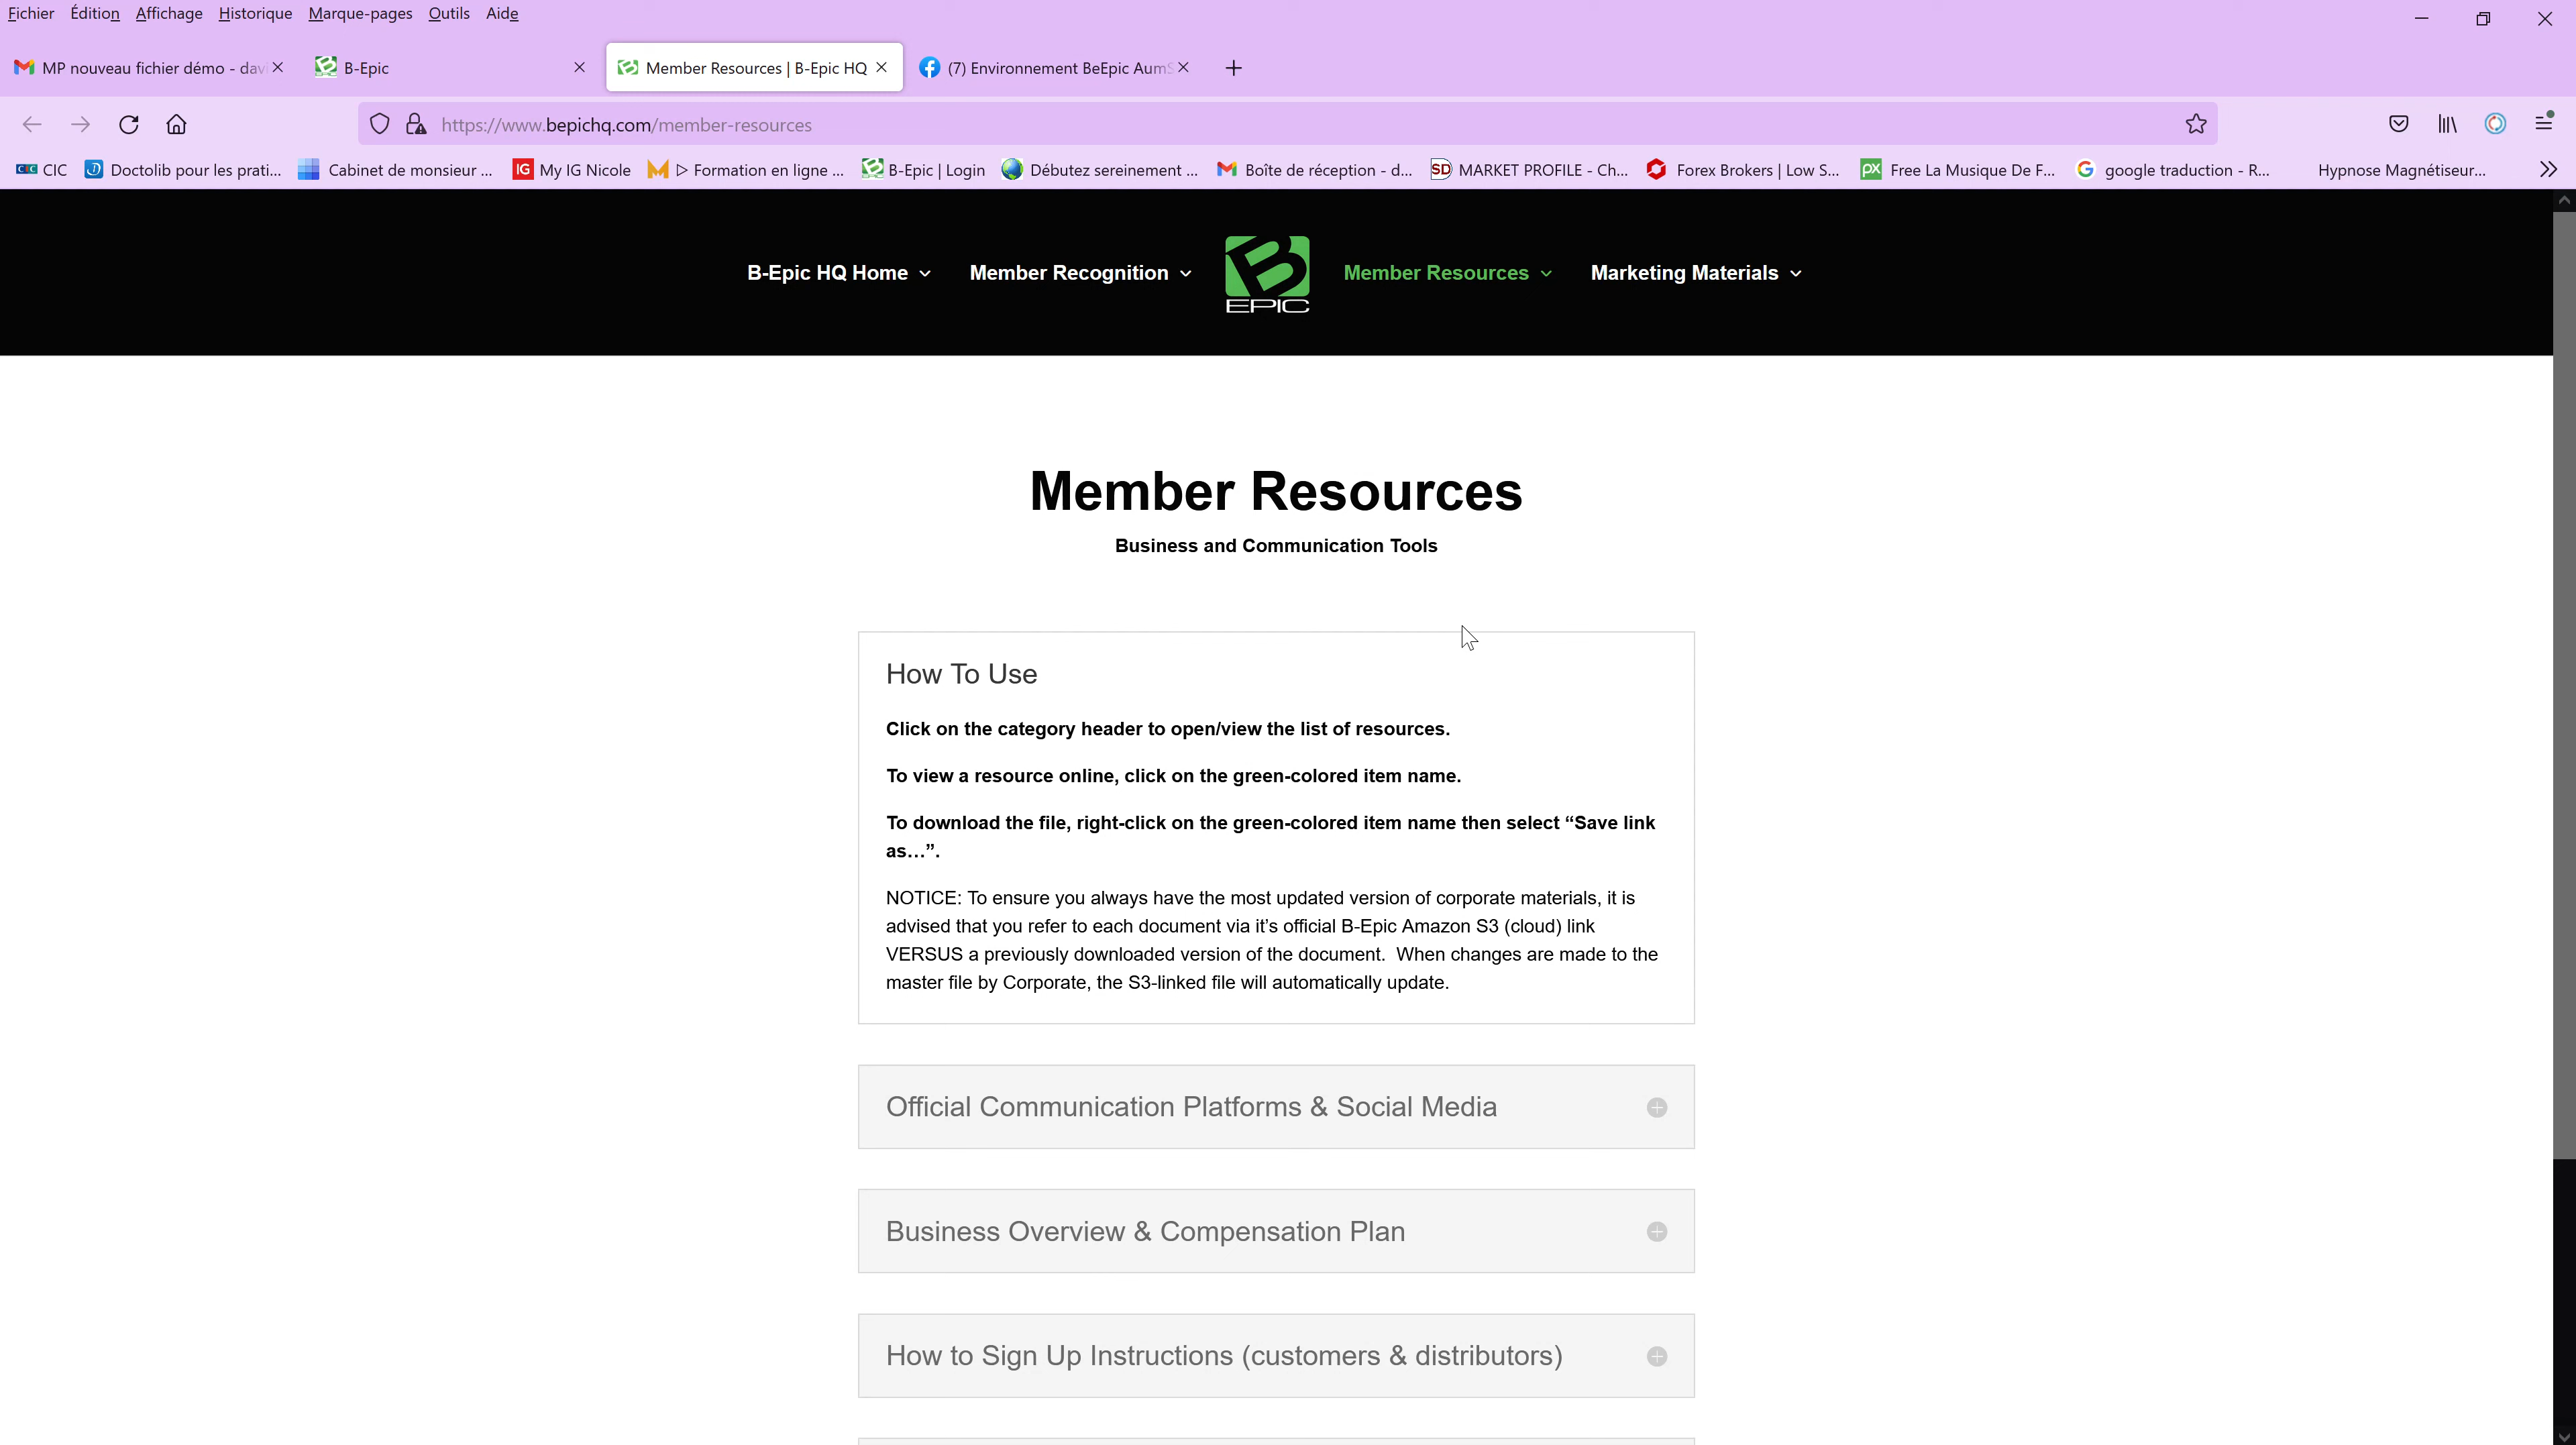 Fichier Édition Affichage Historique Marque-pages Outils Aide
MP nouveau fichier démo - dav B-Epic Member Resources | B-Epic HQ (7) Environnement BeEpic AumS
https://www.bepichq.com/member-resources
CIC Doctolib pour les prati... Cabinet de monsieur ... IG My IG Nicole ▷ Formation en ligne ... B-Epic | Login Débutez sereinement ... Boîte de réception - d... SD MARKET PROFILE - Ch... Forex Brokers | Low S... px Free La Musique De F... google traduction - R... Hypnose Magnétiseur...
B-Epic HQ Home Member Recognition B EPIC Member Resources Marketing Materials
Member Resources
Business and Communication Tools
How To Use
Click on the category header to open/view the list of resources.
To view a resource online, click on the green-colored item name.
To download the file, right-click on the green-colored item name then select “Save link
as…”.
NOTICE: To ensure you always have the most updated version of corporate materials, it is
advised that you refer to each document via it’s official B-Epic Amazon S3 (cloud) link
VERSUS a previously downloaded version of the document.  When changes are made to the
master file by Corporate, the S3-linked file will automatically update.
Official Communication Platforms & Social Media
Business Overview & Compensation Plan
How to Sign Up Instructions (customers & distributors)